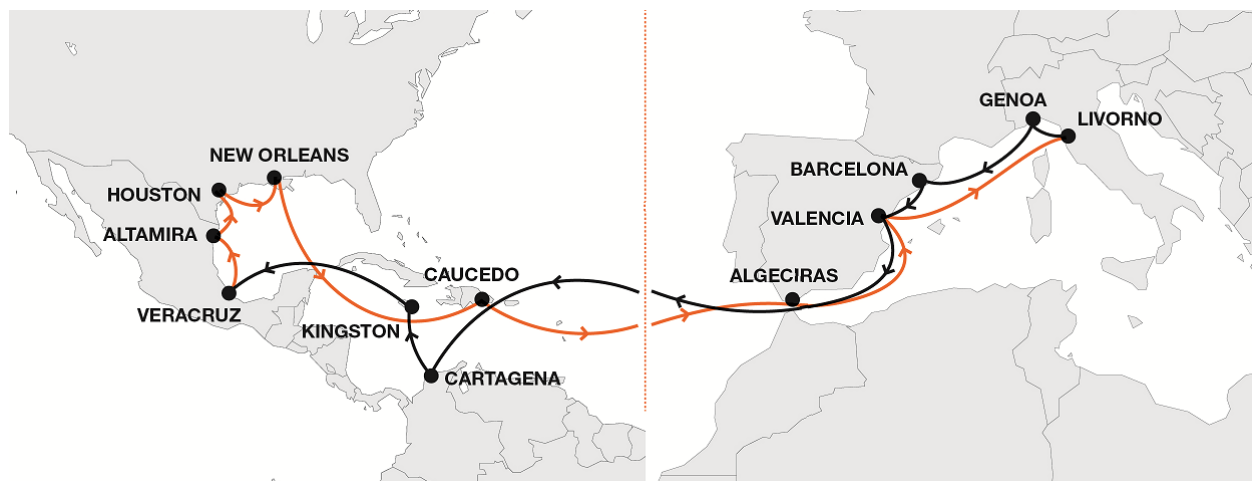 GENOA
LIVORNO
NEW ORLEANS
BARCELONA
HOUSTON
VALENCIA
ALTAMIRA
CAUCEDO
ALGECIRAS
VERACRUZ
KINGSTON
CARTAGENA